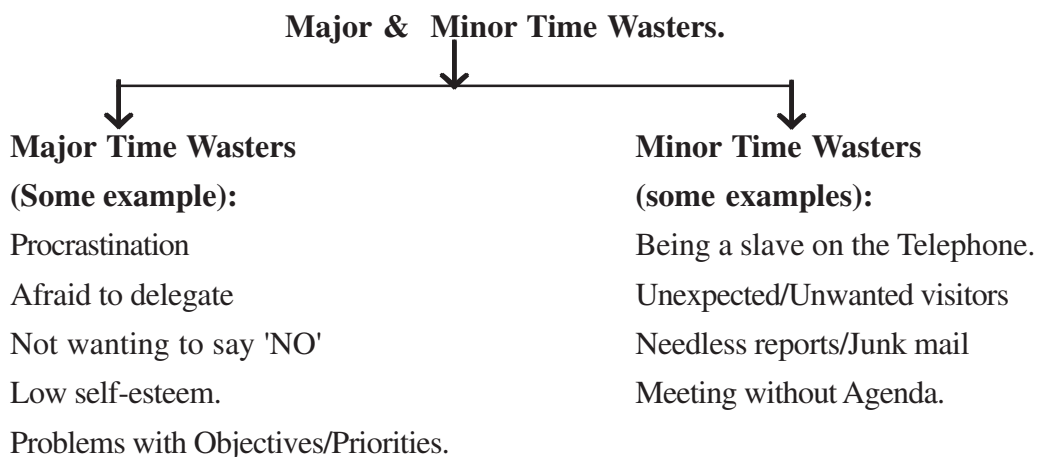 Major & Minor Time Wasters.
Major Time Wasters
(Some example):
Procrastination
Afraid to delegate
Not wanting to say 'NO'
Low self-esteem.
Problems with Objectives/Priorities.
Minor Time Wasters
(some examples):
Being a slave on the Telephone.
Unexpected/Unwanted visitors
Needless reports/Junk mail
Meeting without Agenda.